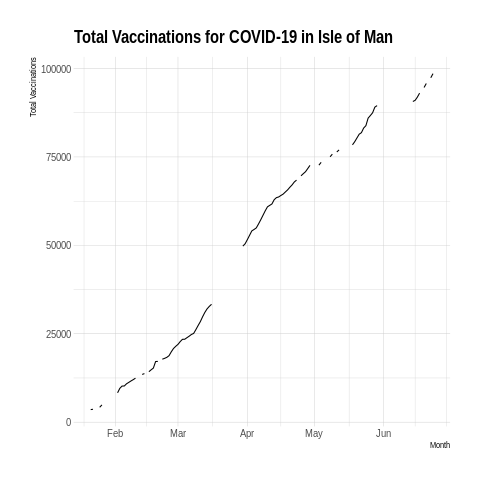 Total Vaccinations for COVID-19 in Isle of Man
Total Vaccinations
100000
75000
50000
25000
0
Feb Mar Apr May Jun
Month